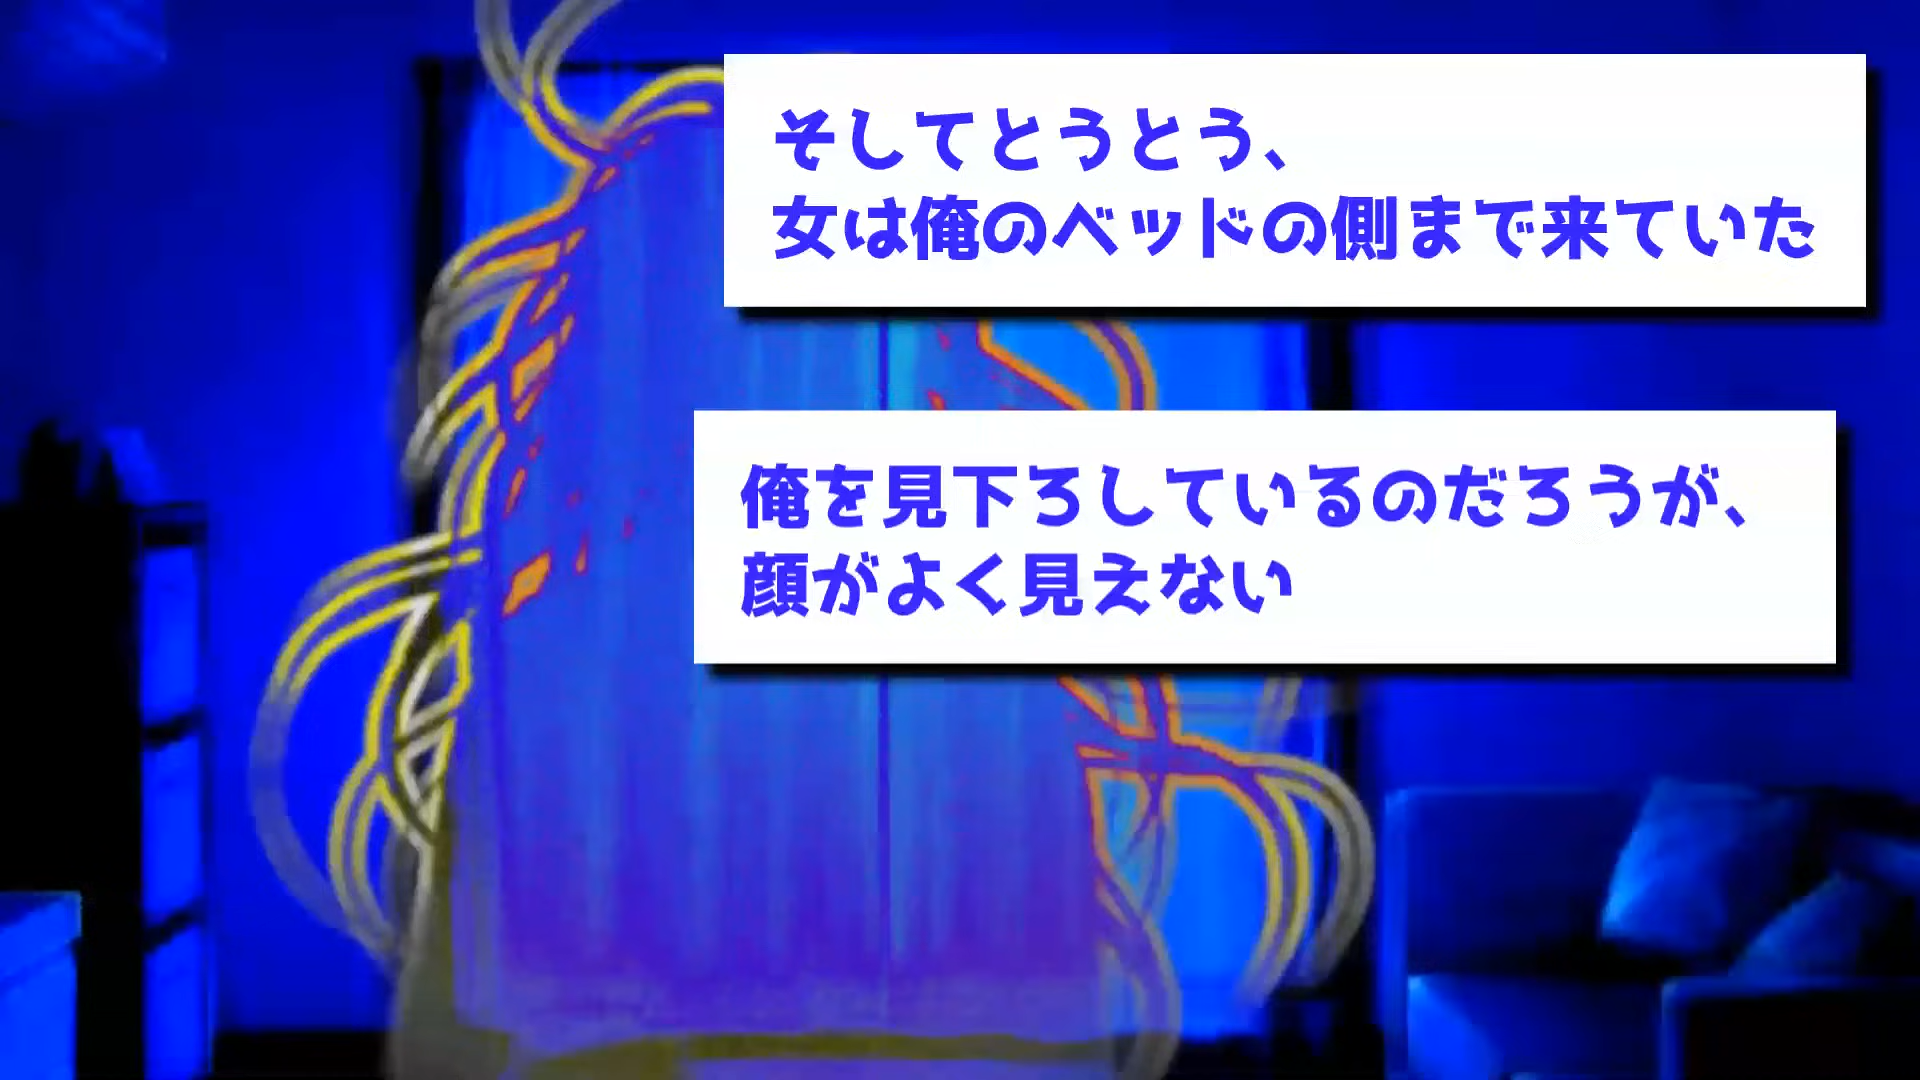 そしてとうとう、
女は俺のベッドの側まで来ていた
俺を見下ろしているのだろうが、
顔がよく見えない